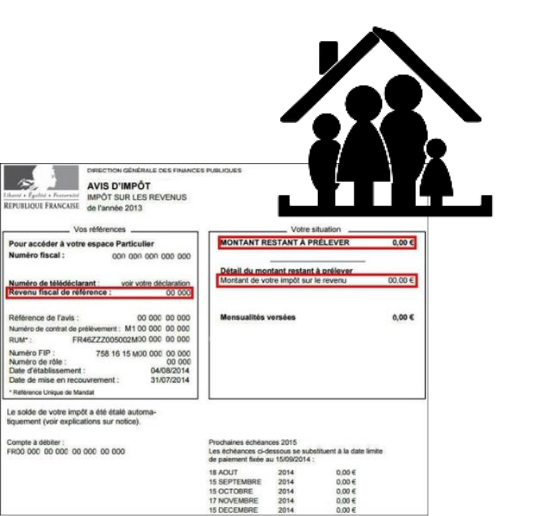 DIRECTION GÉNÉRALE DES FINANCES PUBLIQUES
AVIS D'IMPÔT
IMPÔT SUR LES REVENUS
de l'année 2013
Liberté • Égalité • Fraternité
RÉPUBLIQUE FRANÇAISE
Vos références
Pour accéder à votre espace Particulier
Numéro fiscal : 000 000 000 000 000
Numéro de télédéclarant : voir votre déclaration
Revenu fiscal de référence : 00 000
Référence de l'avis : 00 000 00 000
Numéro de contrat de prélèvement : M1 00 000 00 000
RUM* : FR46ZZZ005002M00 000 00 000
Numéro FIP : 758 16 15 M00 000 00 000
Numéro de rôle : 00 000
Date d'établissement : 04/08/2014
Date de mise en recouvrement : 31/07/2014
* Référence Unique de Mandat
Votre situation
MONTANT RESTANT À PRÉLEVER 0,00 €
Détail du montant restant à prélever
Montant de votre impôt sur le revenu 00,00 €
Mensualités versées 0,00 €
Le solde de votre impôt a été étalé automa-
tiquement (voir explications sur notice).
Compte à débiter :
FR00 000 00 000 00 000 00 000
Prochaines échéances 2015
Les échéances ci-dessous se substituent à la date limite
de paiement fixée au 15/09/2014 :
18 AOUT 2014 0,00 €
15 SEPTEMBRE 2014 0,00 €
15 OCTOBRE 2014 0,00 €
17 NOVEMBRE 2014 0,00 €
15 DECEMBRE 2014 0,00 €